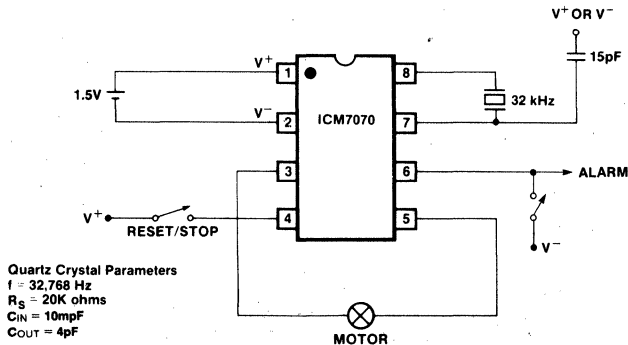 V+ OR V−
15pF
V+
1
8
1.5V
ICM7070
32 kHz
V−
2
7
3
6
ALARM
V+
RESET/STOP
4
5
V−
Quartz Crystal Parameters
f = 32,768 Hz
RS = 20K ohms
CIN = 10mpF
COUT = 4pF
MOTOR